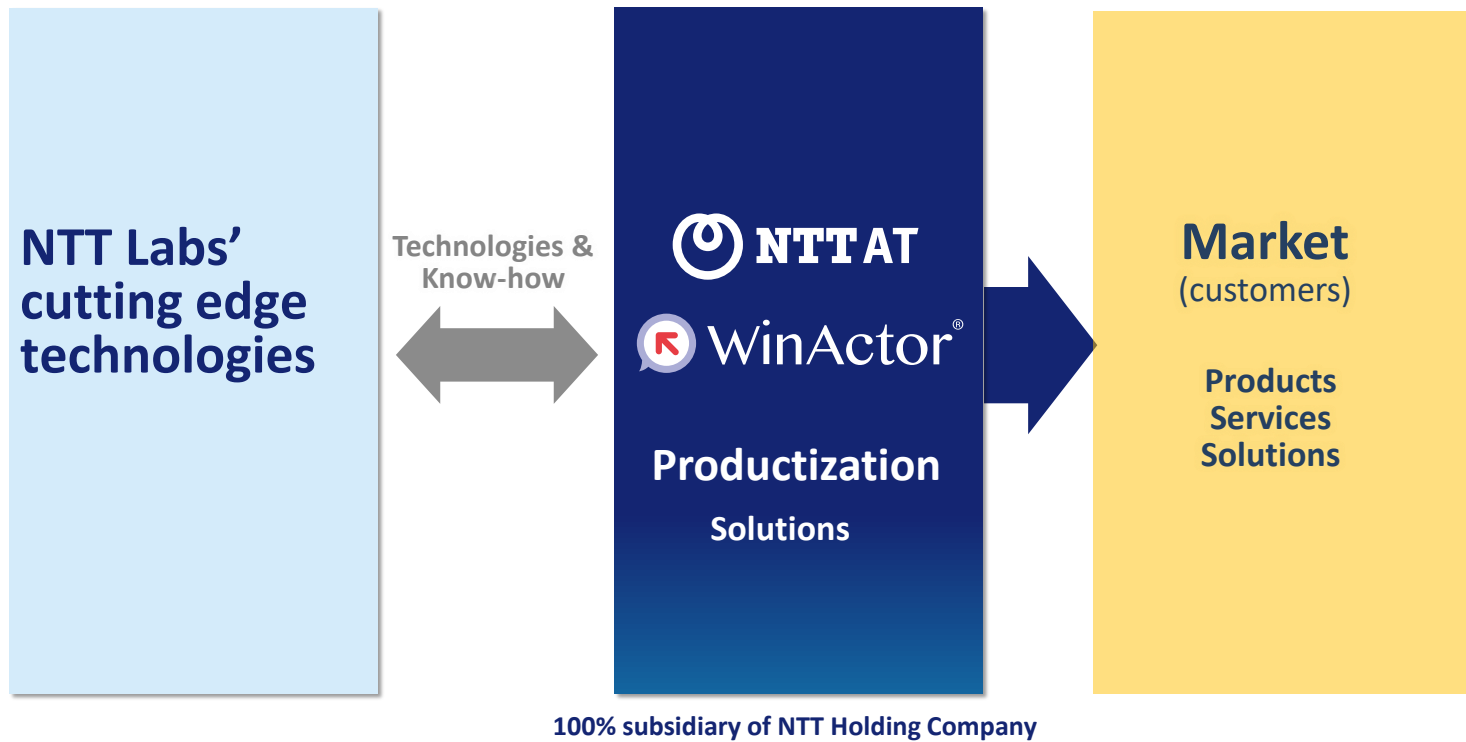 NTT Labs’
cutting edge
technologies
Technologies &
Know-how
NTT AT
WinActor®
Productization
Solutions
Market
(customers)
Products
Services
Solutions
100% subsidiary of NTT Holding Company